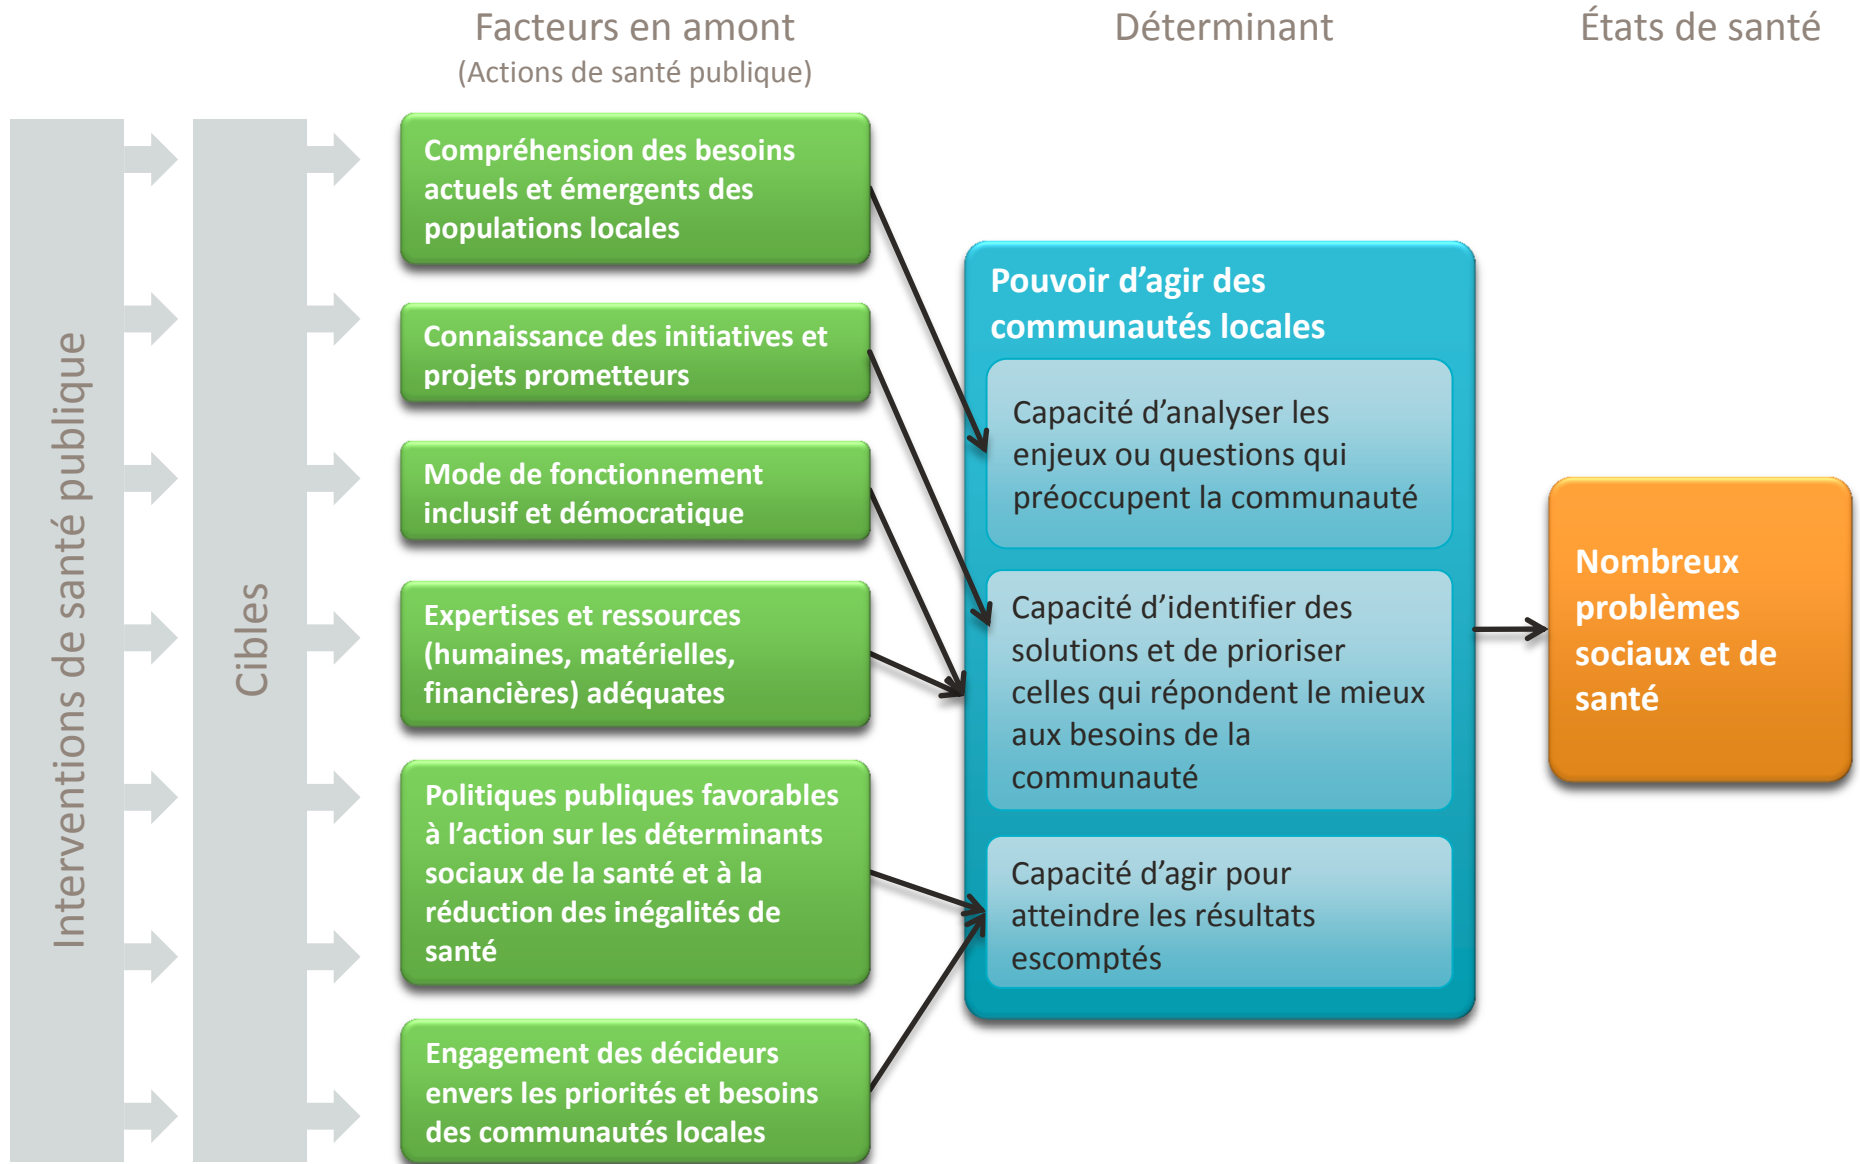 Facteurs en amont
(Actions de santé publique)
Déterminant
États de santé
Interventions de santé publique
Cibles
Compréhension des besoins
actuels et émergents des
populations locales
Connaissance des initiatives et
projets prometteurs
Mode de fonctionnement
inclusif et démocratique
Expertises et ressources
(humaines, matérielles,
financières) adéquates
Politiques publiques favorables
à l’action sur les déterminants
sociaux de la santé et à la
réduction des inégalités de
santé
Engagement des décideurs
envers les priorités et besoins
des communautés locales
Pouvoir d’agir des
communautés locales
Capacité d’analyser les
enjeux ou questions qui
préoccupent la communauté
Capacité d’identifier des
solutions et de prioriser
celles qui répondent le mieux
aux besoins de la
communauté
Capacité d’agir pour
atteindre les résultats
escomptés
Nombreux
problèmes
sociaux et de
santé